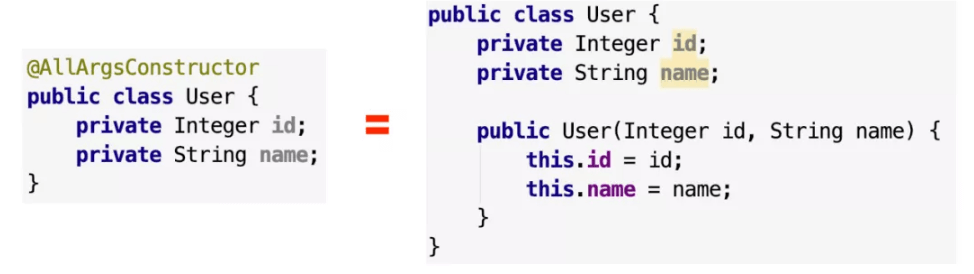 @AllArgsConstructor
public class User {
    private Integer id;
    private String name;
}
=
public class User {
    private Integer id;
    private String name;

    public User(Integer id, String name) {
        this.id = id;
        this.name = name;
    }
}